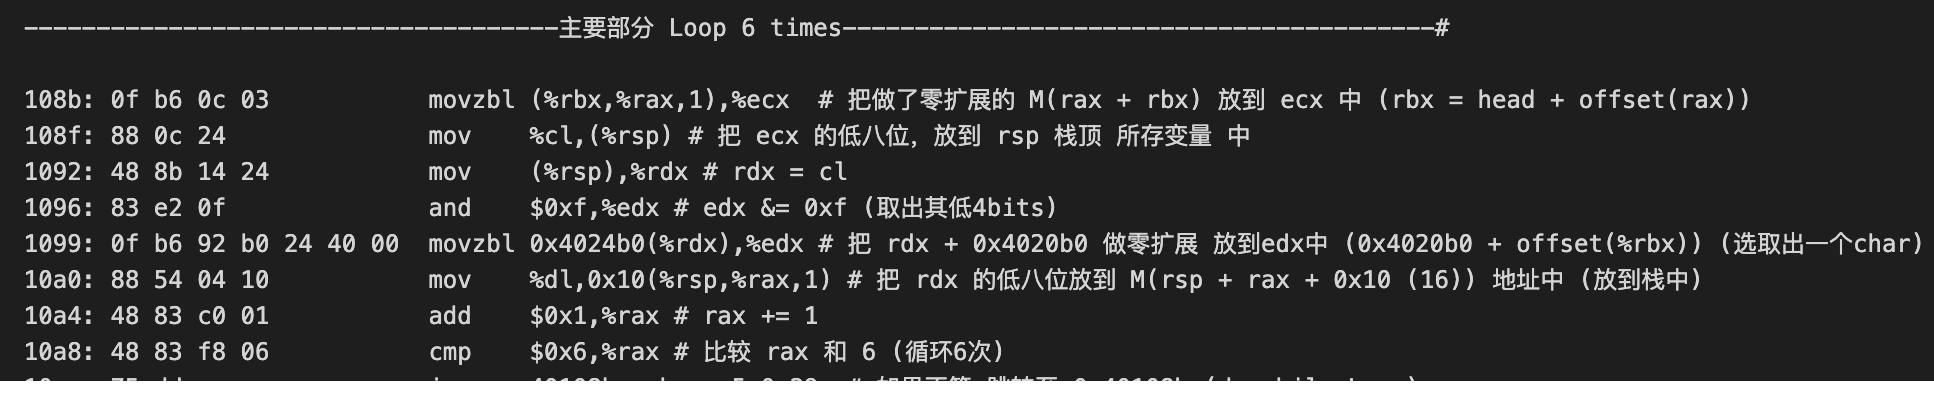 -------------------------------------主要部分 Loop 6 times-----------------------------------------#
108b: 0f b6 0c 03           movzbl (%rbx,%rax,1),%ecx  # 把做了零扩展的 M(rax + rbx) 放到 ecx 中 (rbx = head + offset(rax))
108f: 88 0c 24              mov    %cl,(%rsp) # 把 ecx 的低八位，放到 rsp 栈顶 所存变量 中
1092: 48 8b 14 24           mov    (%rsp),%rdx # rdx = cl
1096: 83 e2 0f              and    $0xf,%edx # edx &= 0xf (取出其低4bits)
1099: 0f b6 92 b0 24 40 00  movzbl 0x4024b0(%rdx),%edx # 把 rdx + 0x4020b0 做零扩展 放到edx中 (0x4020b0 + offset(%rbx)) (选取出一个char)
10a0: 88 54 04 10           mov    %dl,0x10(%rsp,%rax,1) # 把 rdx 的低八位放到 M(rsp + rax + 0x10 (16)) 地址中 (放到栈中)
10a4: 48 83 c0 01           add    $0x1,%rax # rax += 1
10a8: 48 83 f8 06           cmp    $0x6,%rax # 比较 rax 和 6 (循环6次)